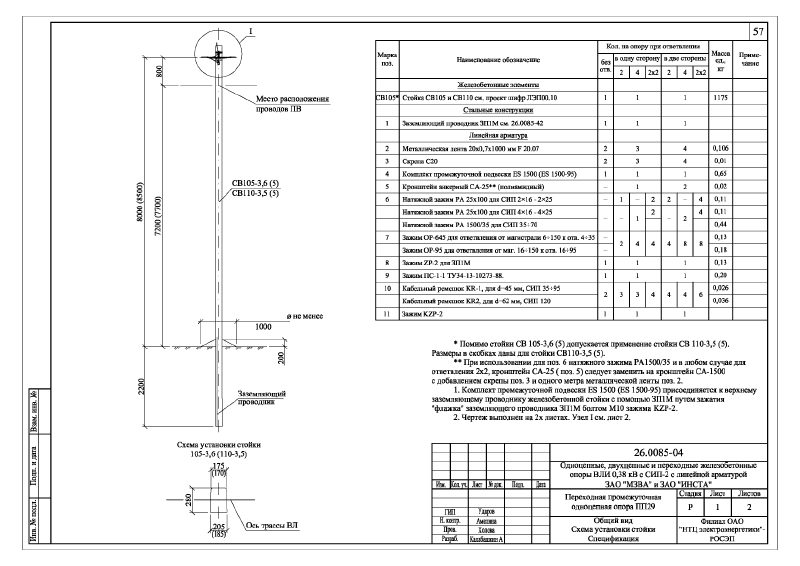 57
I
800
Место расположения
проводов ПВ
СВ105-3,6 (5)
СВ110-3,5 (5)
8000 (8500)
7200 (7700)
ø не менее
1000
200
2200
Заземляющий
проводник
Схема установки стойки
105-3,6 (110-3,5)
175
(170)
280
205
(185)
Ось трассы ВЛ
Марка поз.
Наименование обозначение
Кол. на опору при ответвлении
без отв.
в одну сторону
в две стороны
2 4 2x2 2 4 2x2
Масса ед., кг
Приме-чание
Железобетонные элементы
СВ105* Стойка СВ105 и СВ110 см. проект шифр ЛЭП00,10 1 1 1 1175
Стальные конструкции
1 Заземляющий проводник ЗП1М см. 26.0085-42 1 1 1
Линейная арматура
2 Металлическая лента 20х0,7х1000 мм F 20.07 2 3 4 0,106
3 Скрепа С20 2 3 4 0,01
4 Комплект промежуточной подвески ES 1500 (ES 1500-95) 1 1 1 0,65
5 Кронштейн анкерный СА-25** (полиамидный) – 1 2 0,02
6 Натяжной зажим РА 25х100 для СИП 2×16 - 2×25 – 1 – 2 2 – 4 0,11
Натяжной зажим РА 25х100 для СИП 4×16 - 4×25 – – 1 2 – 2 4 0,11
Натяжной зажим РА 1500/35 для СИП 35÷70 0,44
7 Зажим ОР-645 для ответвления от магистрали 6÷150 к отв. 4÷35 – 2 4 4 4 8 8 0,13
Зажим ОР-95 для ответвления от маг. 16÷150 к отв. 16÷95 – 0,18
8 Зажим ZP-2 для ЗП1М 1 1 1 0,13
9 Зажим ПС-1-1 ТУ34-13-10273-88. 1 1 1 0,20
10 Кабельный ремешок KR-1, для d=45 мм, СИП 35÷95 2 3 3 4 4 4 6 0,026
Кабельный ремешок KR2, для d=62 мм, СИП 120 0,036
11 Зажим KZP-2 1 1 1
* Помимо стойки СВ 105-3,6 (5) допускается применение стойки СВ 110-3,5 (5).
Размеры в скобках даны для стойки СВ110-3,5 (5).
** При использовании для поз. 6 натяжного зажима РА1500/35 и в любом случае для
ответвления 2х2, кронштейн СА-25 ( поз. 5) следует заменить на кронштейн СА-1500
с добавлением скрепы поз. 3 и одного метра металлической ленты поз. 2.
1. Комплект промежуточной подвески ES 1500 (ES 1500-95) присоединяется к верхнему
заземляющему проводнику железобетонной стойки с помощью ЗП1М путем зажатия
"флажка" заземляющего проводника ЗП1М болтом М10 зажима KZP-2.
2. Чертеж выполнен на 2х листах. Узел I см. лист 2.
Взам. инв. №
Подп. и дата
Инв. № подл.
26.0085-04
Одноцепные, двухцепные и переходные железобетонные
опоры ВЛИ 0,38 кВ с СИП-2 с линейной арматурой
ЗАО "МЗВА" и ЗАО "ИНСТА"
Изм. Кол. уч. Лист № док. Подп. Дата
Переходная промежуточная
одноцепная опора ПП29
Стадия Лист Листов
Р 1 2
ГИП Ударов
Н. контр. Амелина
Пров. Холова
Разраб. Калабашкин А
Общий вид
Схема установки стойки
Спецификация
Филиал ОАО
"НТЦ электроэнергетики"-
РОСЭП